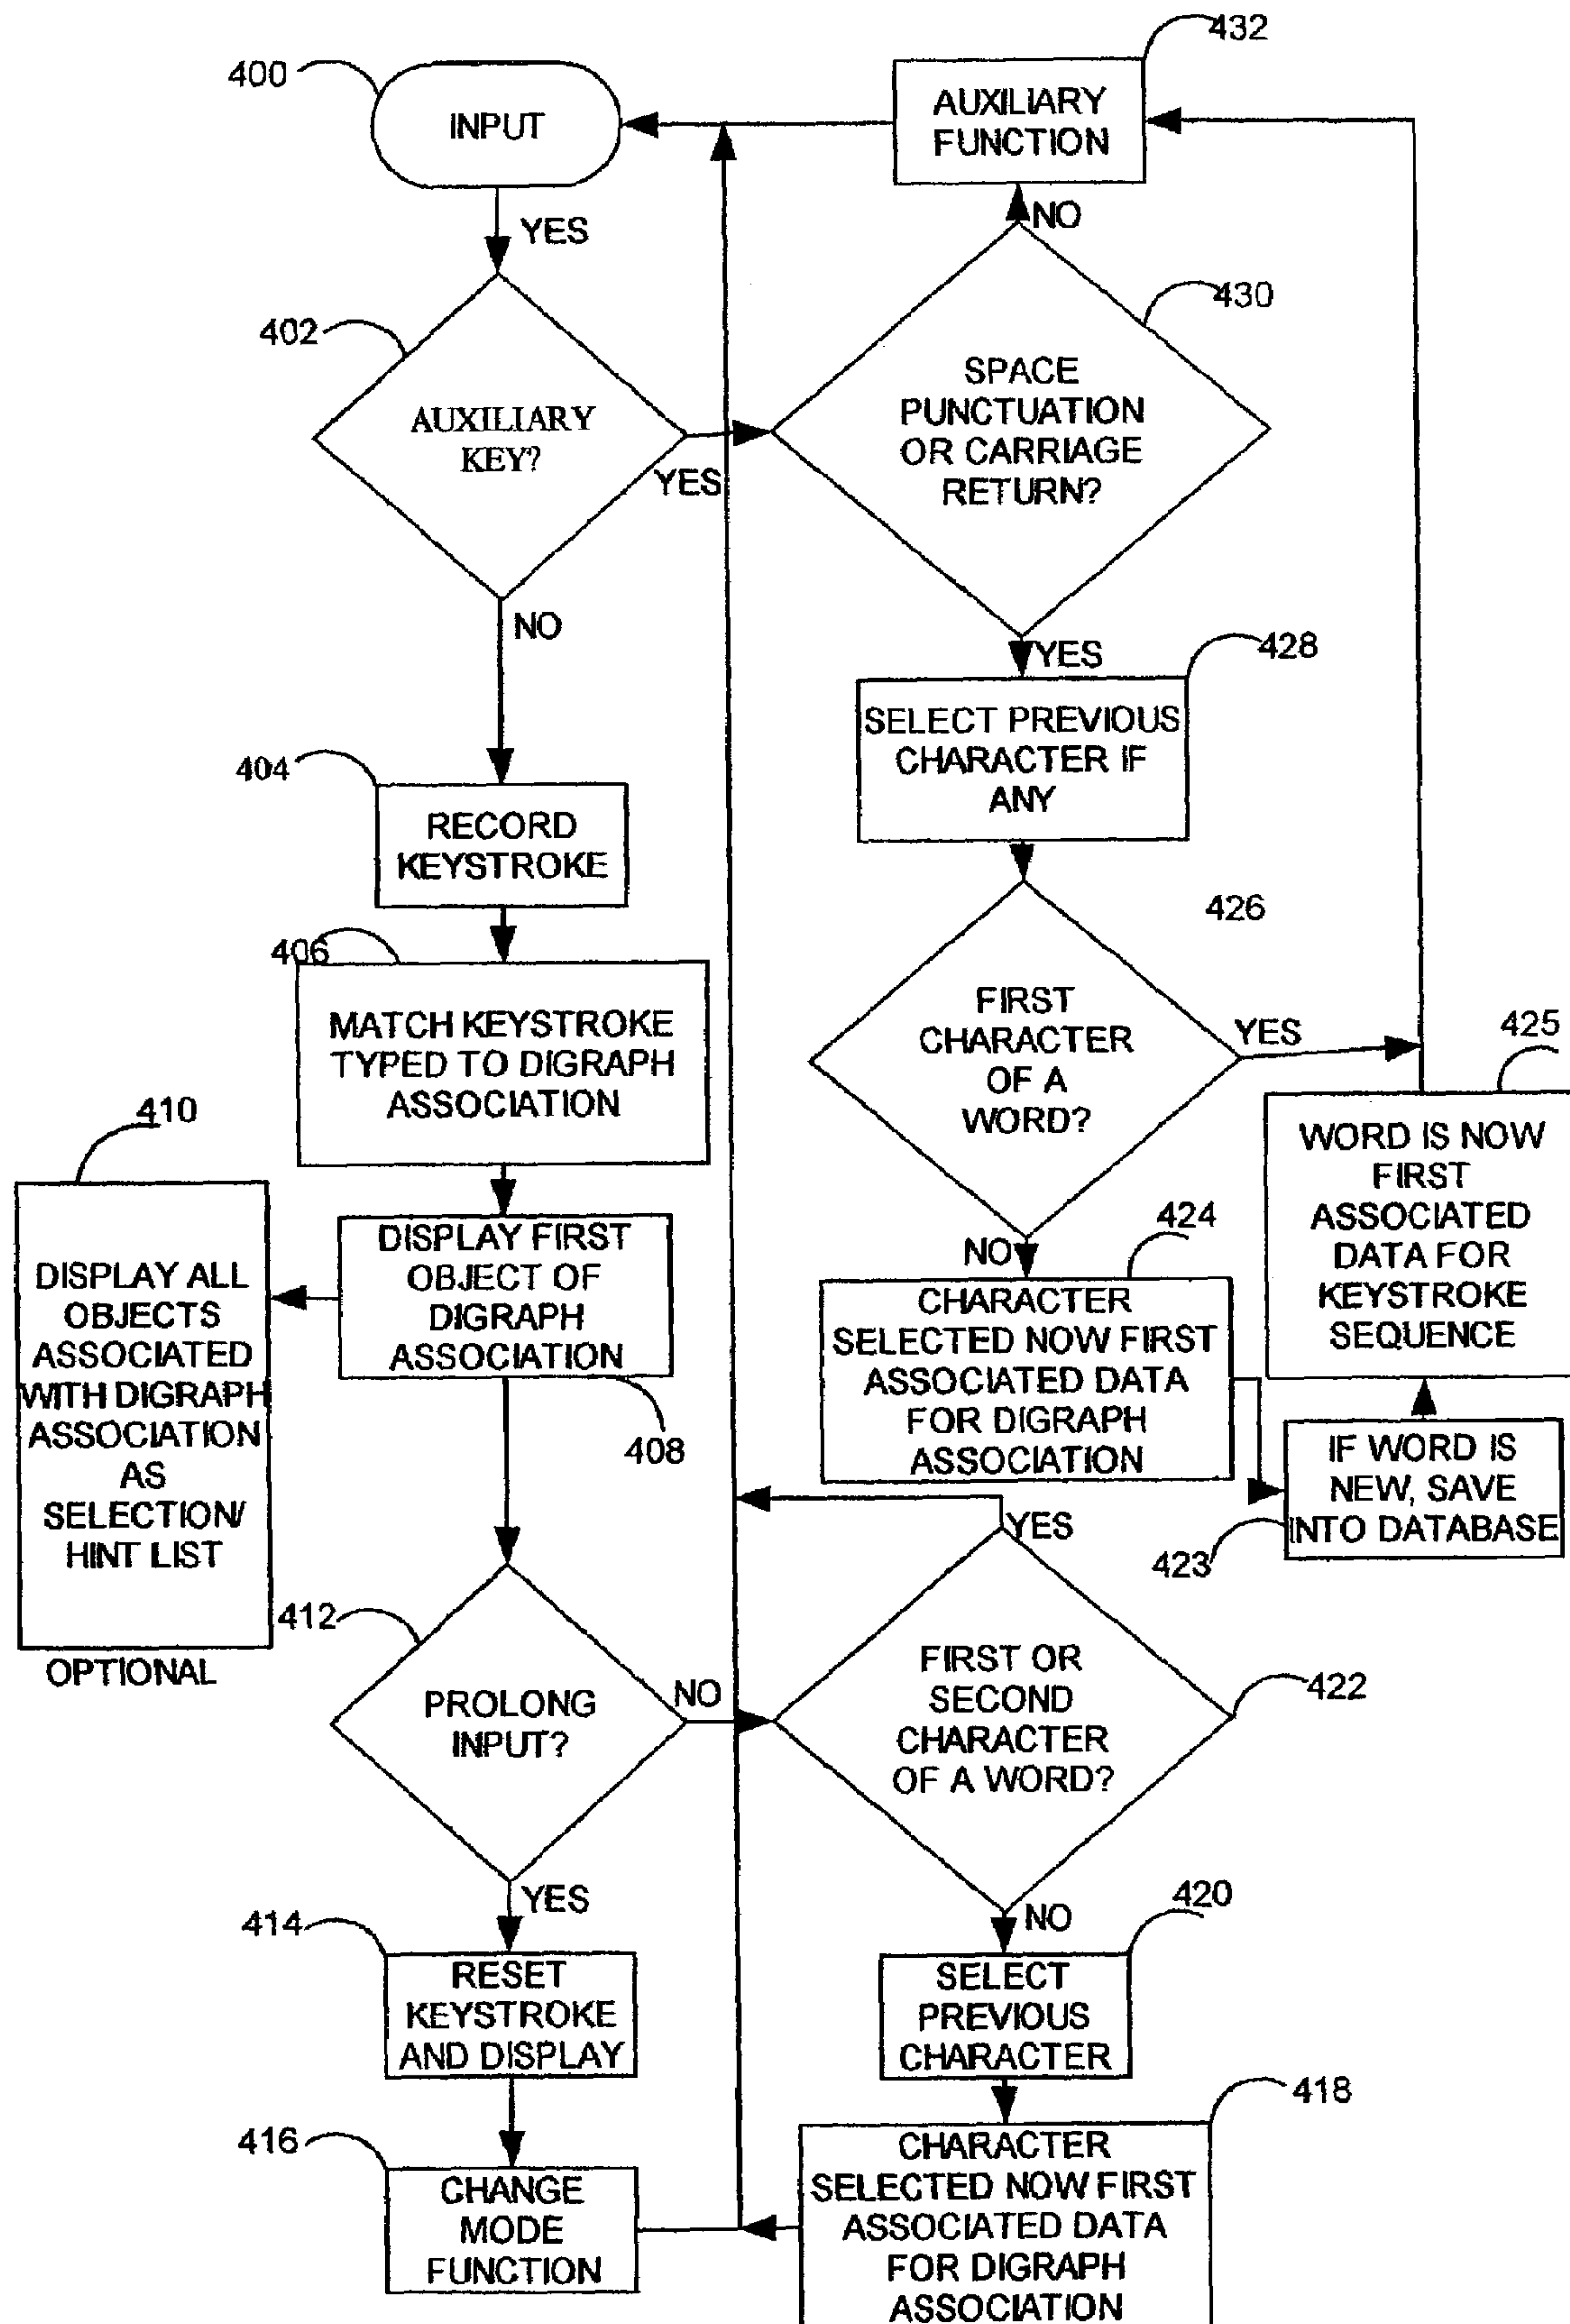 432
400
INPUT
AUXILIARY
FUNCTION
YES
NO
402
430
AUXILIARY
KEY?
YES
SPACE
PUNCTUATION
OR CARRIAGE
RETURN?
NO
YES
428
404
RECORD
KEYSTROKE
SELECT PREVIOUS
CHARACTER IF
ANY
406
426
MATCH KEYSTROKE
TYPED TO DIGRAPH
ASSOCIATION
FIRST
CHARACTER
OF A
WORD?
YES
425
410
WORD IS NOW
FIRST
ASSOCIATED
DATA FOR
KEYSTROKE
SEQUENCE
DISPLAY ALL
OBJECTS
ASSOCIATED
WITH DIGRAPH
ASSOCIATION
AS
SELECTION/
HINT LIST
OPTIONAL
DISPLAY FIRST
OBJECT OF
DIGRAPH
ASSOCIATION
408
NO
424
CHARACTER
SELECTED NOW FIRST
ASSOCIATED DATA
FOR DIGRAPH
ASSOCIATION
IF WORD IS
NEW, SAVE
INTO DATABASE
423
YES
412
PROLONG
INPUT?
NO
FIRST OR
SECOND
CHARACTER
OF A WORD?
422
YES
NO
420
414
RESET
KEYSTROKE
AND DISPLAY
SELECT
PREVIOUS
CHARACTER
418
416
CHANGE
MODE
FUNCTION
CHARACTER
SELECTED NOW FIRST
ASSOCIATED DATA
FOR DIGRAPH
ASSOCIATION